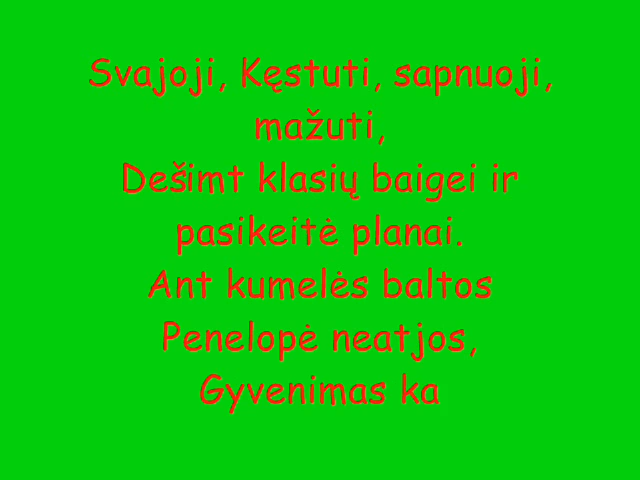 Svajoji, Kęstuti, sapnuoji,
mažuti,
Dešimt klasių baigei ir
pasikeitė planai.
Ant kumelės baltos
Penelopė neatjos,
Gyvenimas ka